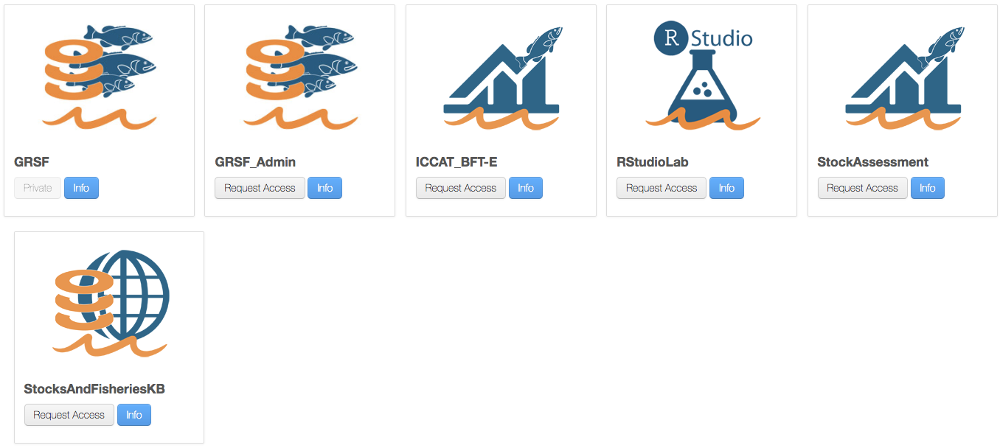 R Studio
GRSF
Private Info
GRSF_Admin
Request Access Info
ICCAT_BFT-E
Request Access Info
RStudioLab
Request Access Info
StockAssessment
Request Access Info
StocksAndFisheriesKB
Request Access Info